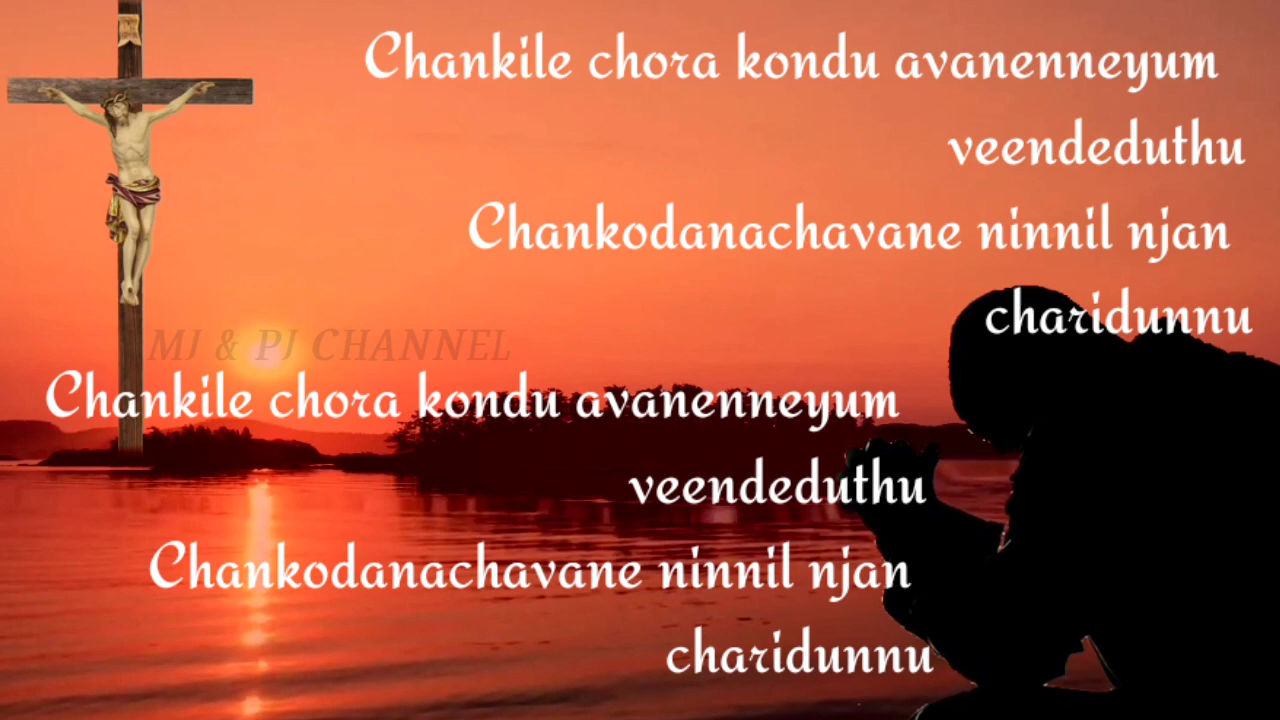 Chankile chora kondu avanenneyum
veendeduthu
Chankodanachavane ninnil njan
charidunnu
MJ & PJ CHANNEL
Chankile chora kondu avanenneyum
veendeduthu
Chankodanachavane ninnil njan
charidunnu